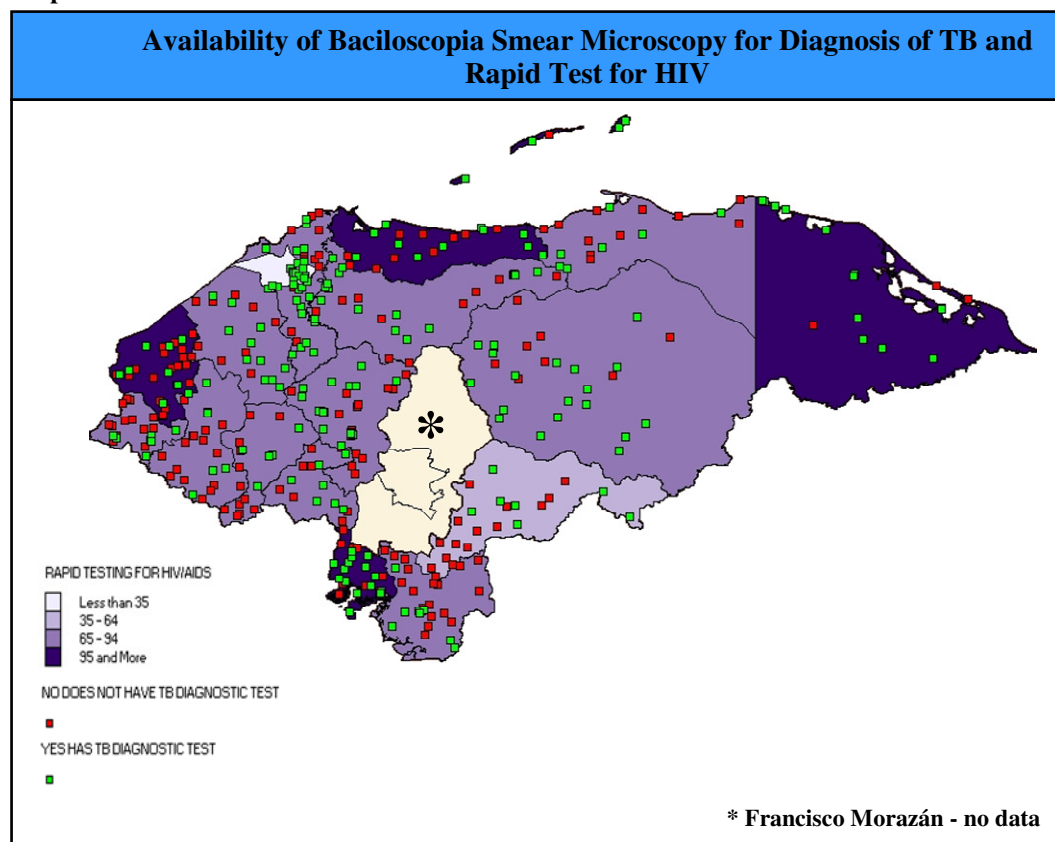 Availability of Baciloscopia Smear Microscopy for Diagnosis of TB and
Rapid Test for HIV
*
RAPID TESTING FOR HIV/AIDS
Less than 35
35 - 64
65 - 94
95 and More
NO DOES NOT HAVE TB DIAGNOSTIC TEST
YES HAS TB DIAGNOSTIC TEST
* Francisco Morazán - no data